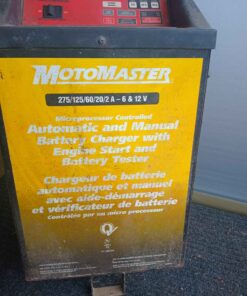 MOTOMASTER
275/125/60/20/2 A – 6 & 12 V
Microprocessor Controlled
Automatic and Manual
Battery Charger with
Engine Start and
Battery Tester
Chargeur de batterie
automatique et manuel
avec aide-démarrage
et vérificateur de batterie
Contrôlée par un micro processor